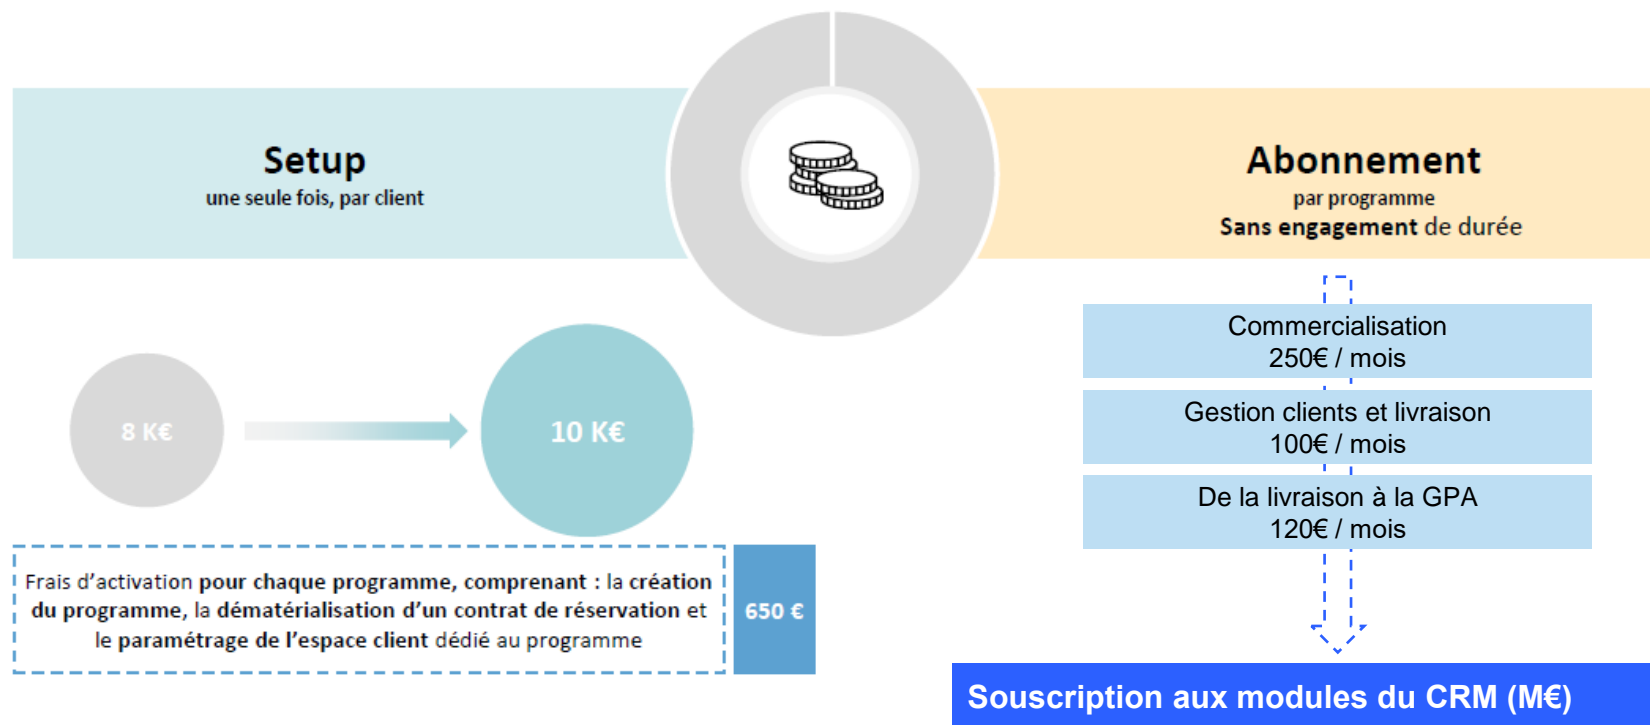 Setup
une seule fois, par client
Abonnement
par programme
Sans engagement de durée
8 K€
10 K€
Frais d’activation pour chaque programme, comprenant : la création
du programme, la dématérialisation d’un contrat de réservation et
le paramétrage de l’espace client dédié au programme
650 €
Commercialisation
250€ / mois
Gestion clients et livraison
100€ / mois
De la livraison à la GPA
120€ / mois
Souscription aux modules du CRM (M€)